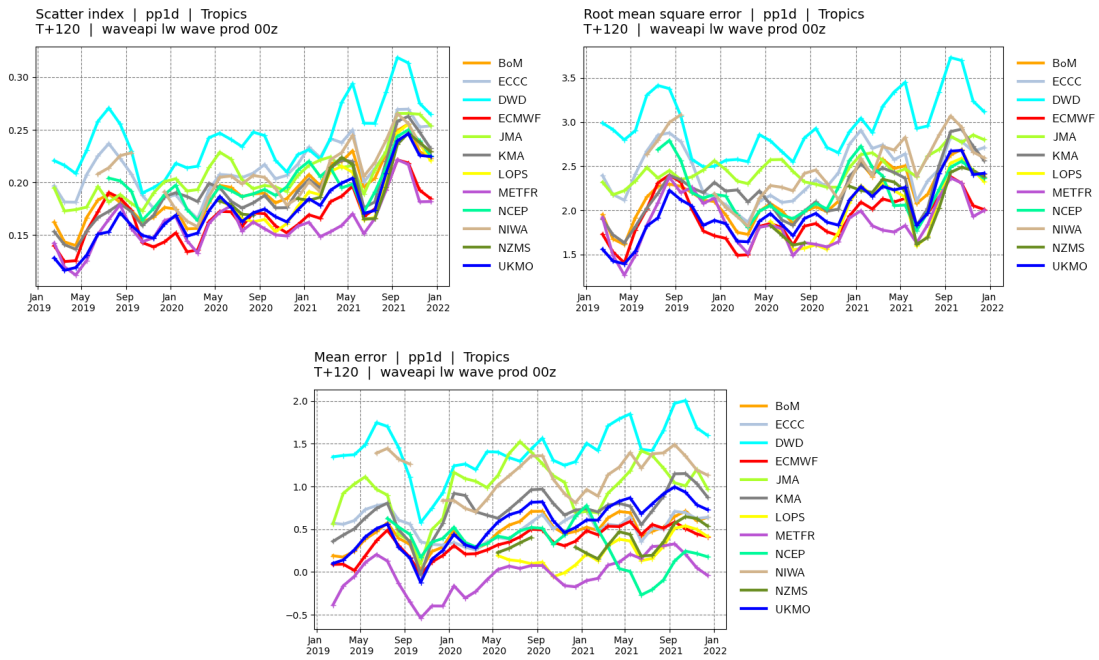 Scatter index | pp1d | Tropics
T+120 | waveapi lw wave prod 00z
0.30
0.25
0.20
0.15
Jan May Sep Jan May Sep Jan May Sep Jan
2019 2019 2019 2020 2020 2020 2021 2021 2021 2022
BoM
ECCC
DWD
ECMWF
JMA
KMA
LOPS
METFR
NCEP
NIWA
NZMS
UKMO
Root mean square error | pp1d | Tropics
T+120 | waveapi lw wave prod 00z
3.5
3.0
2.5
2.0
1.5
Jan May Sep Jan May Sep Jan May Sep Jan
2019 2019 2019 2020 2020 2020 2021 2021 2021 2022
BoM
ECCC
DWD
ECMWF
JMA
KMA
LOPS
METFR
NCEP
NIWA
NZMS
UKMO
Mean error | pp1d | Tropics
T+120 | waveapi lw wave prod 00z
2.0
1.5
1.0
0.5
0.0
−0.5
Jan May Sep Jan May Sep Jan May Sep Jan
2019 2019 2019 2020 2020 2020 2021 2021 2021 2022
BoM
ECCC
DWD
ECMWF
JMA
KMA
LOPS
METFR
NCEP
NIWA
NZMS
UKMO